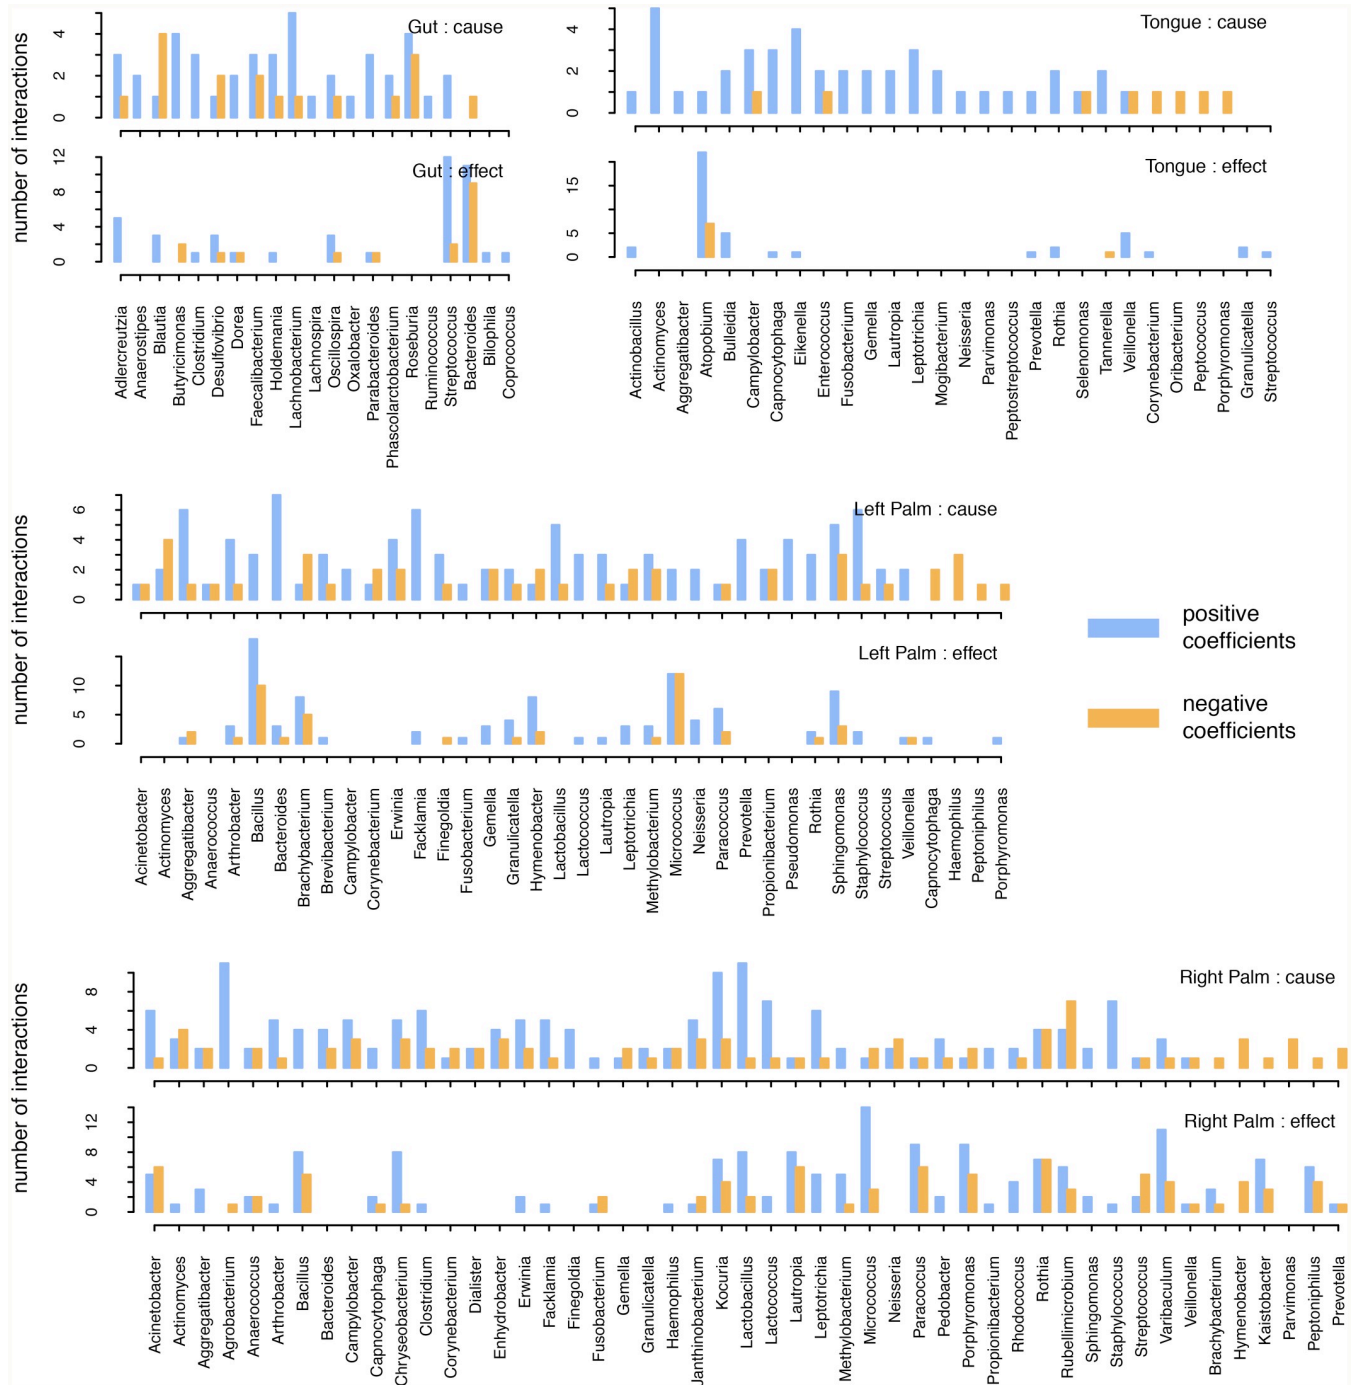 number of interactions
4
2
0
Gut : cause
4
2
0
Tongue : cause
12
8
4
0
Gut : effect
15
5
0
Tongue : effect
Adlercreutzia
Anaerostipes
Blautia
Butyricimonas
Clostridium
Desulfovibrio
Dorea
Faecalibacterium
Holdemania
Lachnobacterium
Lachnospira
Oscillospira
Oxalobacter
Parabacteroides
Phascolarctobacterium
Roseburia
Ruminococcus
Streptococcus
Bacteroides
Bilophila
Coprococcus
Actinobacillus
Actinomyces
Aggregatibacter
Atopobium
Bulleidia
Campylobacter
Capnocytophaga
Eikenella
Enterococcus
Fusobacterium
Gemella
Lautropia
Leptotrichia
Mogibacterium
Neisseria
Parvimonas
Peptostreptococcus
Prevotella
Rothia
Selenomonas
Tannerella
Veillonella
Corynebacterium
Oribacterium
Peptococcus
Porphyromonas
Granulicatella
Streptococcus
number of interactions
6
4
2
0
Left Palm : cause
10
5
0
Left Palm : effect
positive
coefficients
negative
coefficients
Acinetobacter
Actinomyces
Aggregatibacter
Anaerococcus
Arthrobacter
Bacillus
Bacteroides
Brachybacterium
Brevibacterium
Campylobacter
Corynebacterium
Erwinia
Facklamia
Finegoldia
Fusobacterium
Gemella
Granulicatella
Hymenobacter
Lactobacillus
Lactococcus
Lautropia
Leptotrichia
Methylobacterium
Micrococcus
Neisseria
Paracoccus
Prevotella
Propionibacterium
Pseudomonas
Rothia
Sphingomonas
Staphylococcus
Streptococcus
Veillonella
Capnocytophaga
Haemophilus
Peptoniphilus
Porphyromonas
number of interactions
8
4
0
Right Palm : cause
12
8
4
0
Right Palm : effect
Acinetobacter
Actinomyces
Aggregatibacter
Agrobacterium
Anaerococcus
Arthrobacter
Bacillus
Bacteroides
Campylobacter
Capnocytophaga
Chryseobacterium
Clostridium
Corynebacterium
Dialister
Enhydrobacter
Erwinia
Facklamia
Finegoldia
Fusobacterium
Gemella
Granulicatella
Haemophilus
Janthinobacterium
Kocuria
Lactobacillus
Lactococcus
Lautropia
Leptotrichia
Methylobacterium
Micrococcus
Neisseria
Paracoccus
Pedobacter
Porphyromonas
Propionibacterium
Rhodococcus
Rothia
Rubellimicrobium
Sphingomonas
Staphylococcus
Streptococcus
Varibaculum
Veillonella
Brachybacterium
Hymenobacter
Kaistobacter
Parvimonas
Peptoniphilus
Prevotella